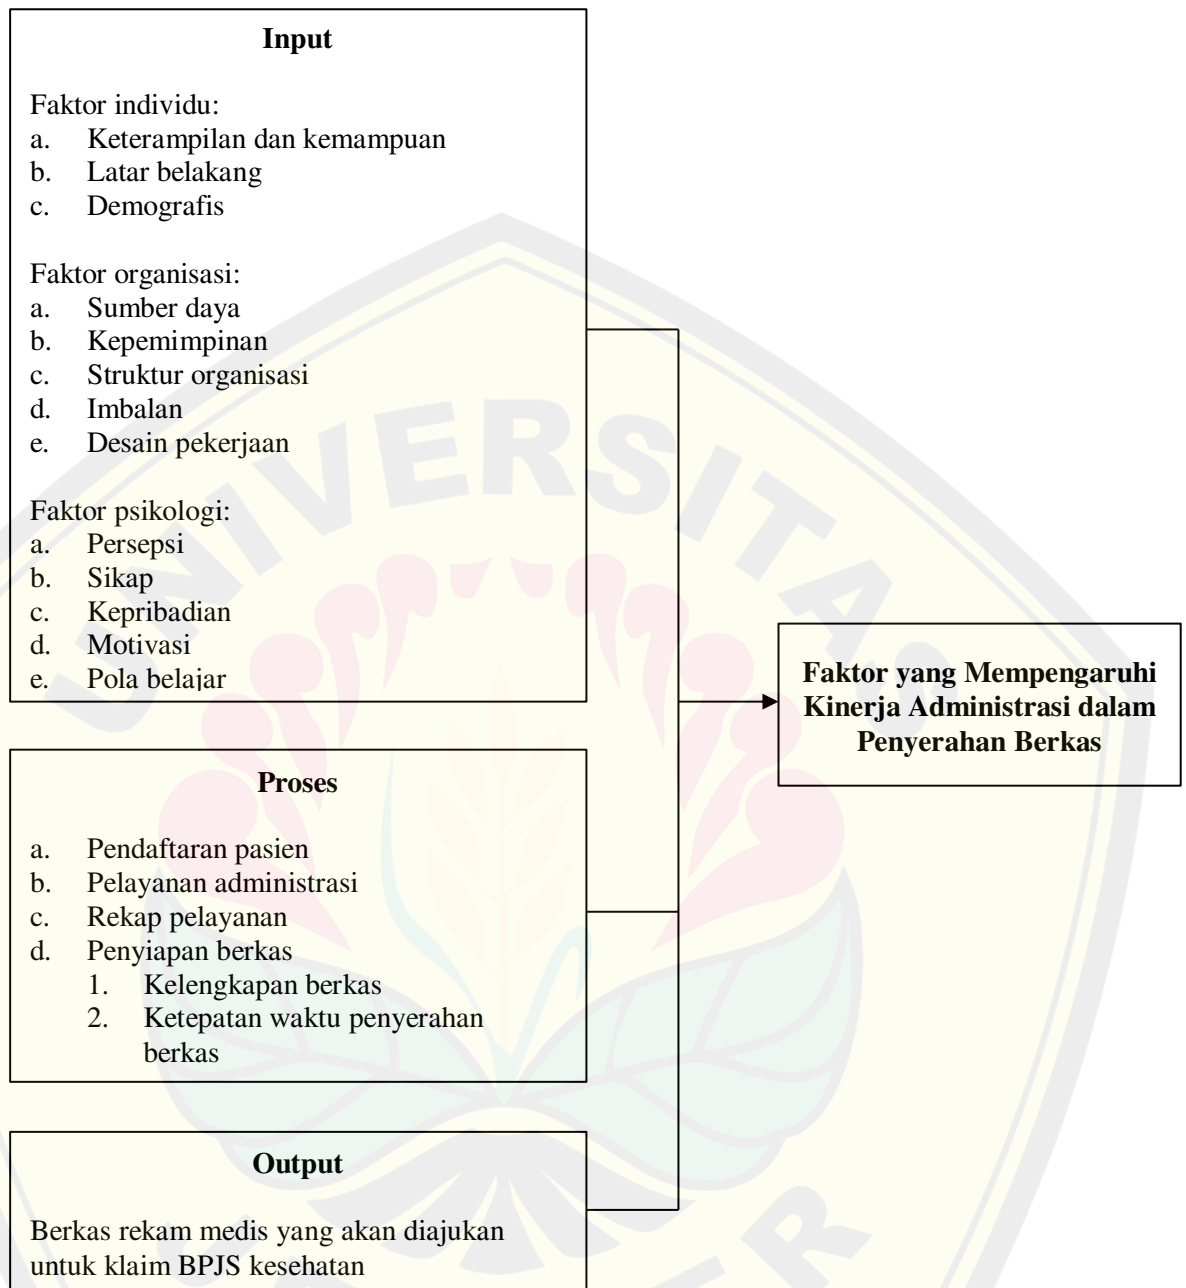 Input
Faktor individu:
a. Keterampilan dan kemampuan
b. Latar belakang
c. Demografis
Faktor organisasi:
a. Sumber daya
b. Kepemimpinan
c. Struktur organisasi
d. Imbalan
e. Desain pekerjaan
Faktor psikologi:
a. Persepsi
b. Sikap
c. Kepribadian
d. Motivasi
e. Pola belajar
Proses
a. Pendaftaran pasien
b. Pelayanan administrasi
c. Rekap pelayanan
d. Penyiapan berkas
1. Kelengkapan berkas
2. Ketepatan waktu penyerahan
berkas
Output
Berkas rekam medis yang akan diajukan
untuk klaim BPJS kesehatan
Faktor yang Mempengaruhi
Kinerja Administrasi dalam
Penyerahan Berkas
UNIVERSITAS